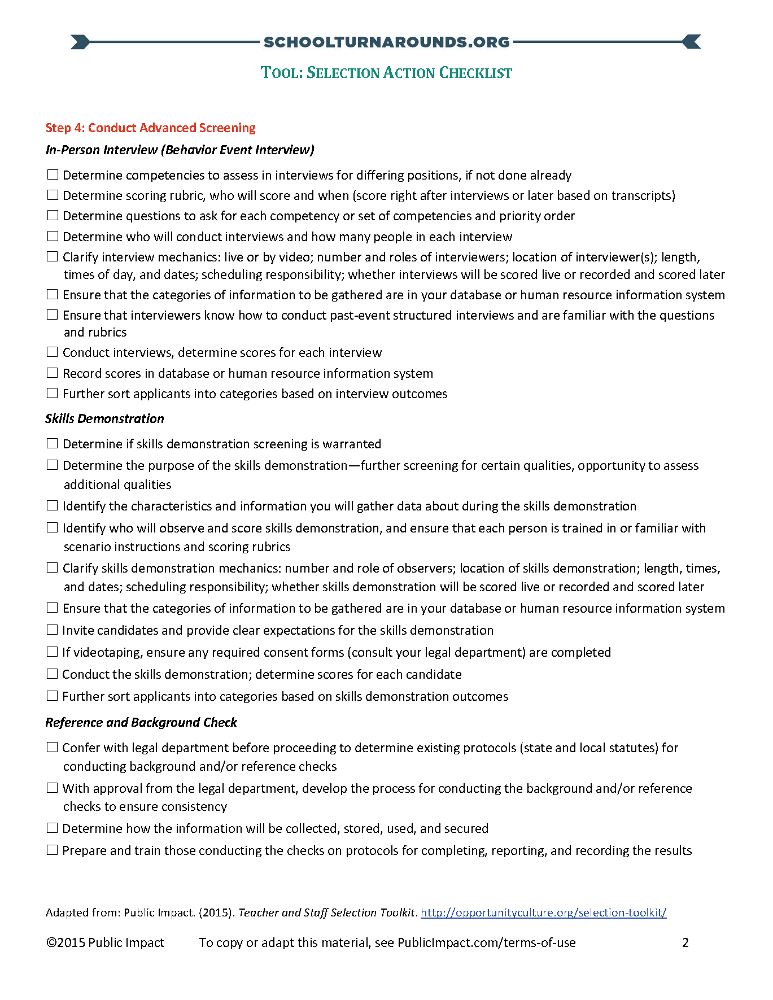 SCHOOLTURNAROUNDS.ORG
TOOL: SELECTION ACTION CHECKLIST
Step 4: Conduct Advanced Screening
In-Person Interview (Behavior Event Interview)
☐ Determine competencies to assess in interviews for differing positions, if not done already
☐ Determine scoring rubric, who will score and when (score right after interviews or later based on transcripts)
☐ Determine questions to ask for each competency or set of competencies and priority order
☐ Determine who will conduct interviews and how many people in each interview
☐ Clarify interview mechanics: live or by video; number and roles of interviewers; location of interviewer(s); length,
times of day, and dates; scheduling responsibility; whether interviews will be scored live or recorded and scored later
☐ Ensure that the categories of information to be gathered are in your database or human resource information system
☐ Ensure that interviewers know how to conduct past-event structured interviews and are familiar with the questions
and rubrics
☐ Conduct interviews, determine scores for each interview
☐ Record scores in database or human resource information system
☐ Further sort applicants into categories based on interview outcomes
Skills Demonstration
☐ Determine if skills demonstration screening is warranted
☐ Determine the purpose of the skills demonstration—further screening for certain qualities, opportunity to assess
additional qualities
☐ Identify the characteristics and information you will gather data about during the skills demonstration
☐ Identify who will observe and score skills demonstration, and ensure that each person is trained in or familiar with
scenario instructions and scoring rubrics
☐ Clarify skills demonstration mechanics: number and role of observers; location of skills demonstration; length, times,
and dates; scheduling responsibility; whether skills demonstration will be scored live or recorded and scored later
☐ Ensure that the categories of information to be gathered are in your database or human resource information system
☐ Invite candidates and provide clear expectations for the skills demonstration
☐ If videotaping, ensure any required consent forms (consult your legal department) are completed
☐ Conduct the skills demonstration; determine scores for each candidate
☐ Further sort applicants into categories based on skills demonstration outcomes
Reference and Background Check
☐ Confer with legal department before proceeding to determine existing protocols (state and local statutes) for
conducting background and/or reference checks
☐ With approval from the legal department, develop the process for conducting the background and/or reference
checks to ensure consistency
☐ Determine how the information will be collected, stored, used, and secured
☐ Prepare and train those conducting the checks on protocols for completing, reporting, and recording the results
Adapted from: Public Impact. (2015). Teacher and Staff Selection Toolkit. http://opportunityculture.org/selection-toolkit/
©2015 Public Impact To copy or adapt this material, see PublicImpact.com/terms-of-use 2